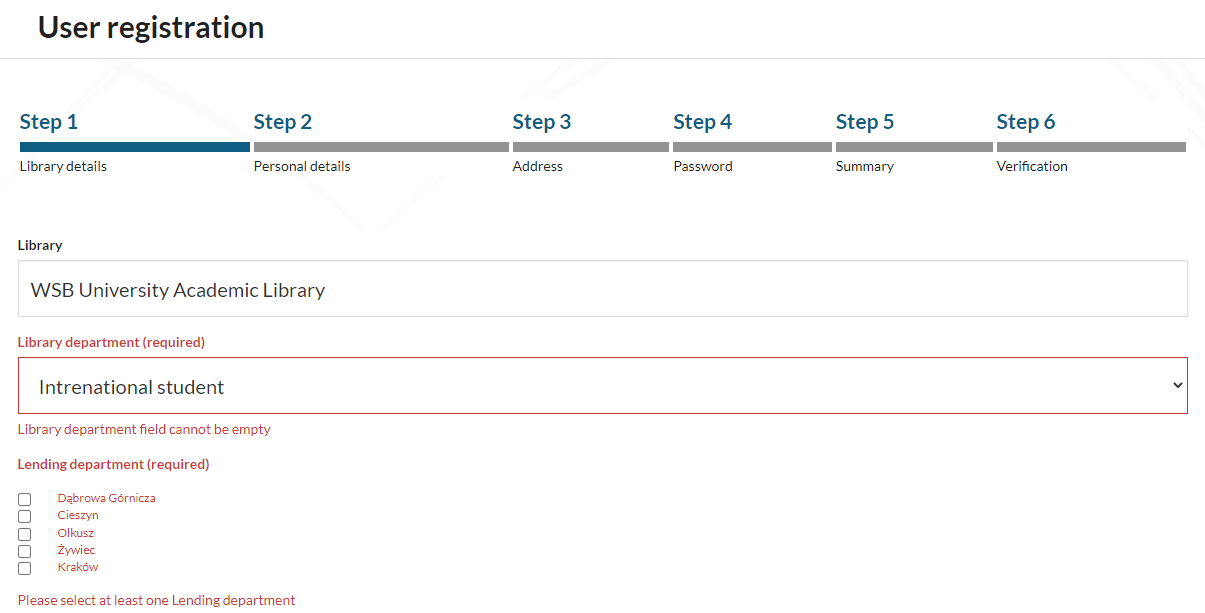 User registration
Step 1 Step 2 Step 3 Step 4 Step 5 Step 6
Library details Personal details Address Password Summary Verification
Library
WSB University Academic Library
Library department (required)
Intrenational student
Library department field cannot be empty
Lending department (required)
Dąbrowa Górnicza
Cieszyn
Olkusz
Żywiec
Kraków
Please select at least one Lending department